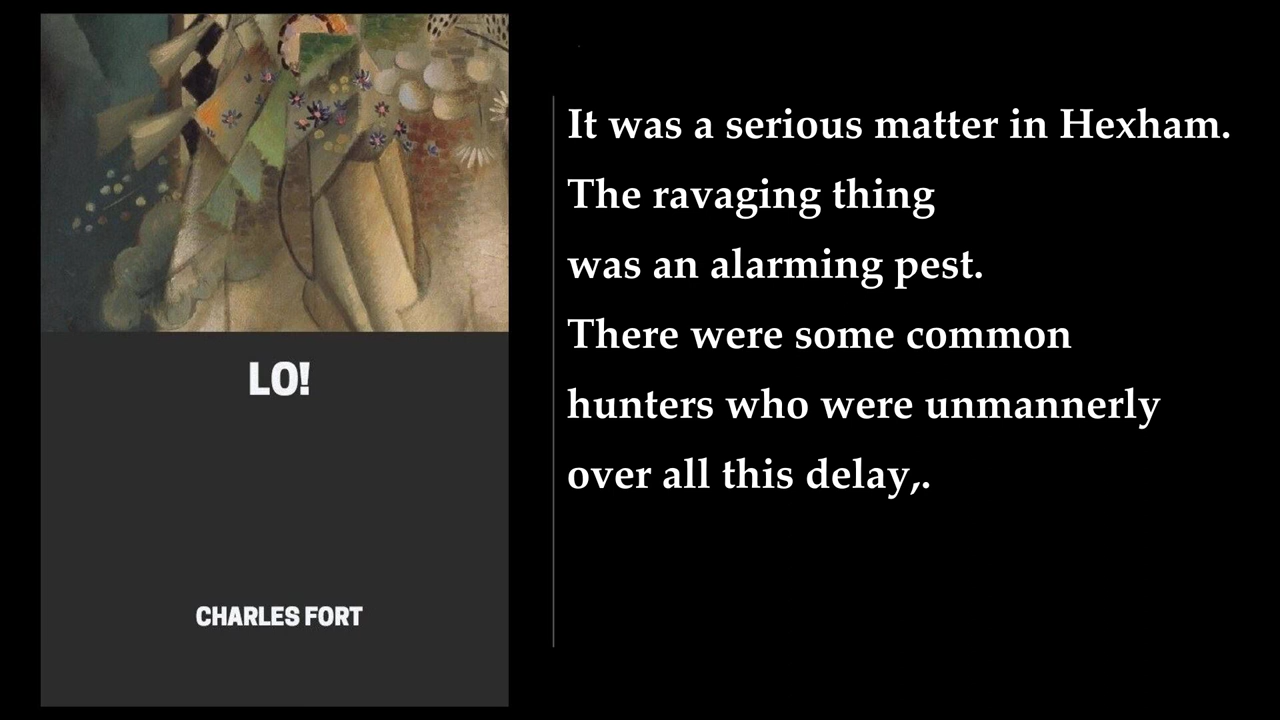 LO!
CHARLES FORT
It was a serious matter in Hexham.
The ravaging thing
was an alarming pest.
There were some common
hunters who were unmannerly
over all this delay,.